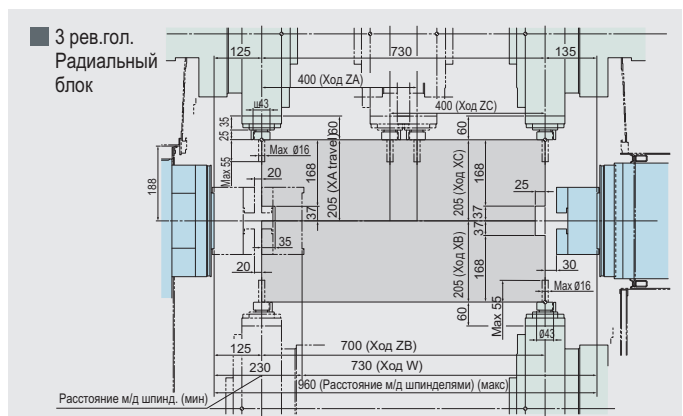 3 рев.гол.
Радиальный
блок
125
730
135
400 (Ход ZA)
400 (Ход ZC)
ш43
25 35
60
60
Max Ø16
Max 55
188
20
168
205 (XA travel)
37
205 (Ход XC)
168
25
37
37
35
20
30
205 (Ход XB)
168
Max 55
Max Ø16
60
Ø43
125
700 (Ход ZB)
230
730 (Ход W)
960 (Расстояние м/д шпинделями) (макс)
Расстояние м/д шпинд. (мин)